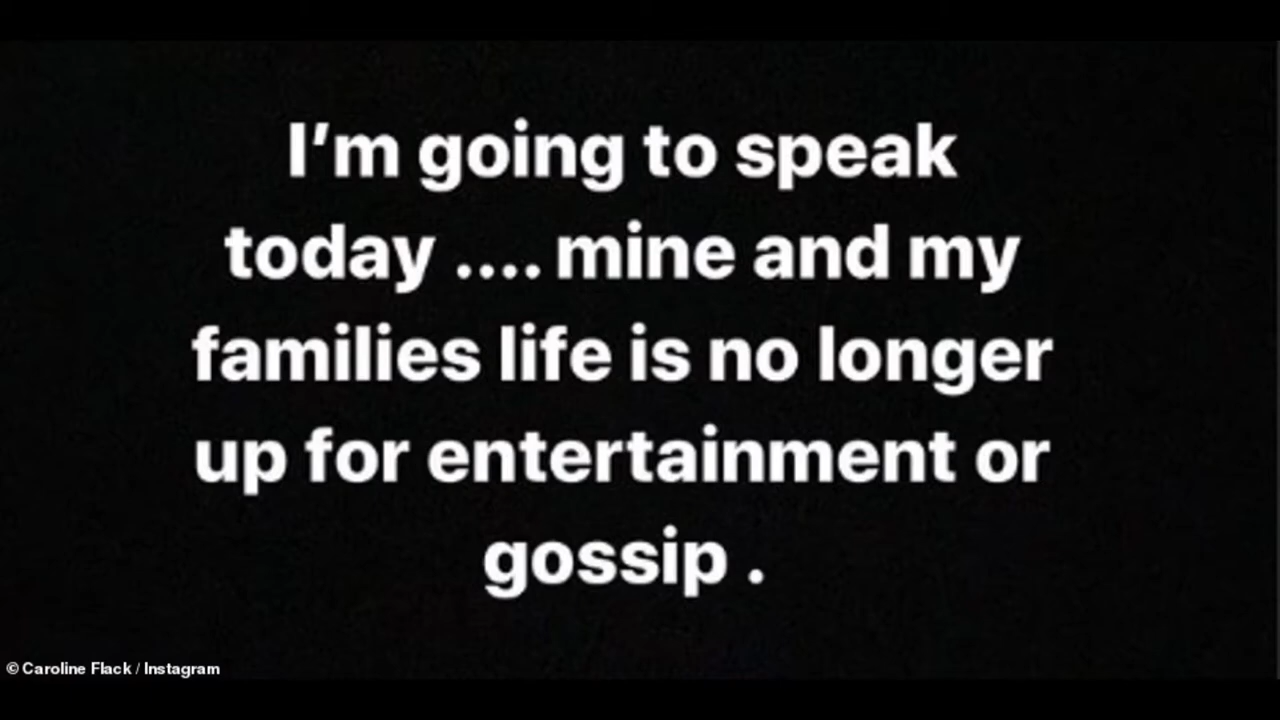 I’m going to speak
today .... mine and my
families life is no longer
up for entertainment or
gossip .
© Caroline Flack / Instagram